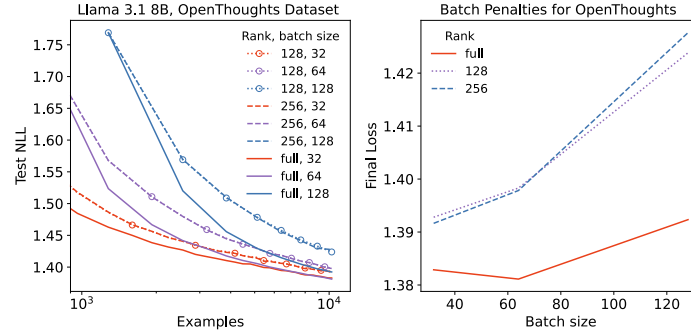 Llama 3.1 8B, OpenThoughts Dataset
Test NLL
1.75
1.70
1.65
1.60
1.55
1.50
1.45
1.40
Rank, batch size
128, 32
128, 64
128, 128
256, 32
256, 64
256, 128
full, 32
full, 64
full, 128
10³
10⁴
Examples
Batch Penalties for OpenThoughts
Final Loss
1.42
1.41
1.40
1.39
1.38
Rank
full
128
256
40
60
80
100
120
Batch size